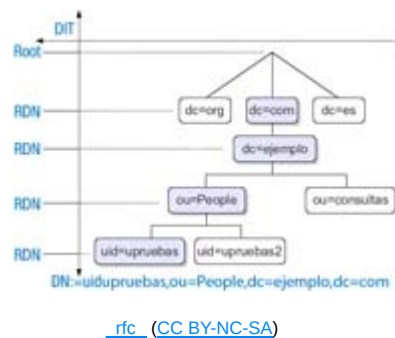 DIT
Root
RDN dc=org dc=com dc=es
RDN dc=ejemplo
RDN ou=People ou=consultas
RDN uid=upruebas uid=upruebas2
DN:=uidupruebas,ou=People,dc=ejemplo,dc=com
rfc (CC BY-NC-SA)